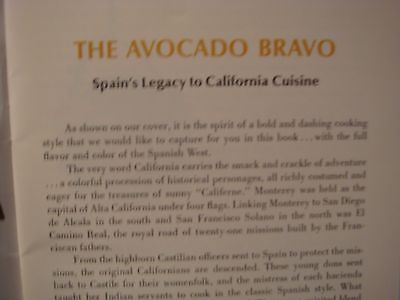 THE AVOCADO BRAVO
Spain's Legacy to California Cuisine
As shown on our cover, it is the spirit of a bold and dashing cooking
style that we would like to capture for you in this book...with the full
flavor and color of the Spanish West.
The very word California carries the smack and crackle of adventure
...a colorful procession of historical personages, all richly costumed and
eager for the treasures of sunny "Califerne." Monterey was held as the
capital of Alta California under four flags. Linking Monterey to San Diego
de Alcala in the south and San Francisco Solano in the north was El
Camino Real, the royal road of twenty-one missions built by the Fran-
ciscan fathers.
From the highborn Castilian officers sent to Spain to protect the mis-
sions, the original Californians are descended. These young dons sent
back to Castile for their womenfolk, and the mistress of each hacienda
taught her Indian servants to cook in the classic Spanish style. What